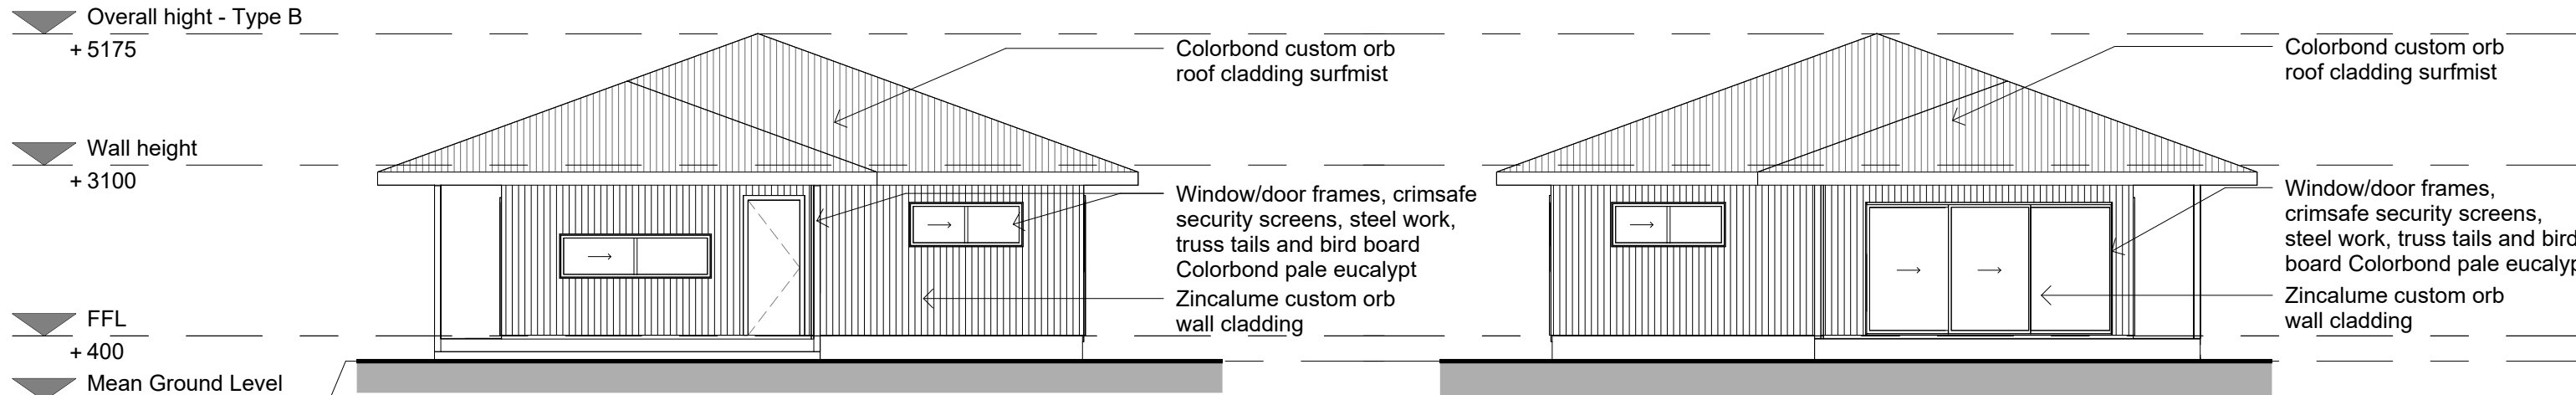 Overall hight - Type B
+ 5175
Wall height
+ 3100
FFL
+ 400
Mean Ground Level
Colorbond custom orb
roof cladding surfmist
Window/door frames, crimsafe
security screens, steel work,
truss tails and bird board
Colorbond pale eucalypt
Zincalume custom orb
wall cladding
Colorbond custom orb
roof cladding surfmist
Window/door frames,
crimsafe security screens,
steel work, truss tails and bird
board Colorbond pale eucalyp
Zincalume custom orb
wall cladding